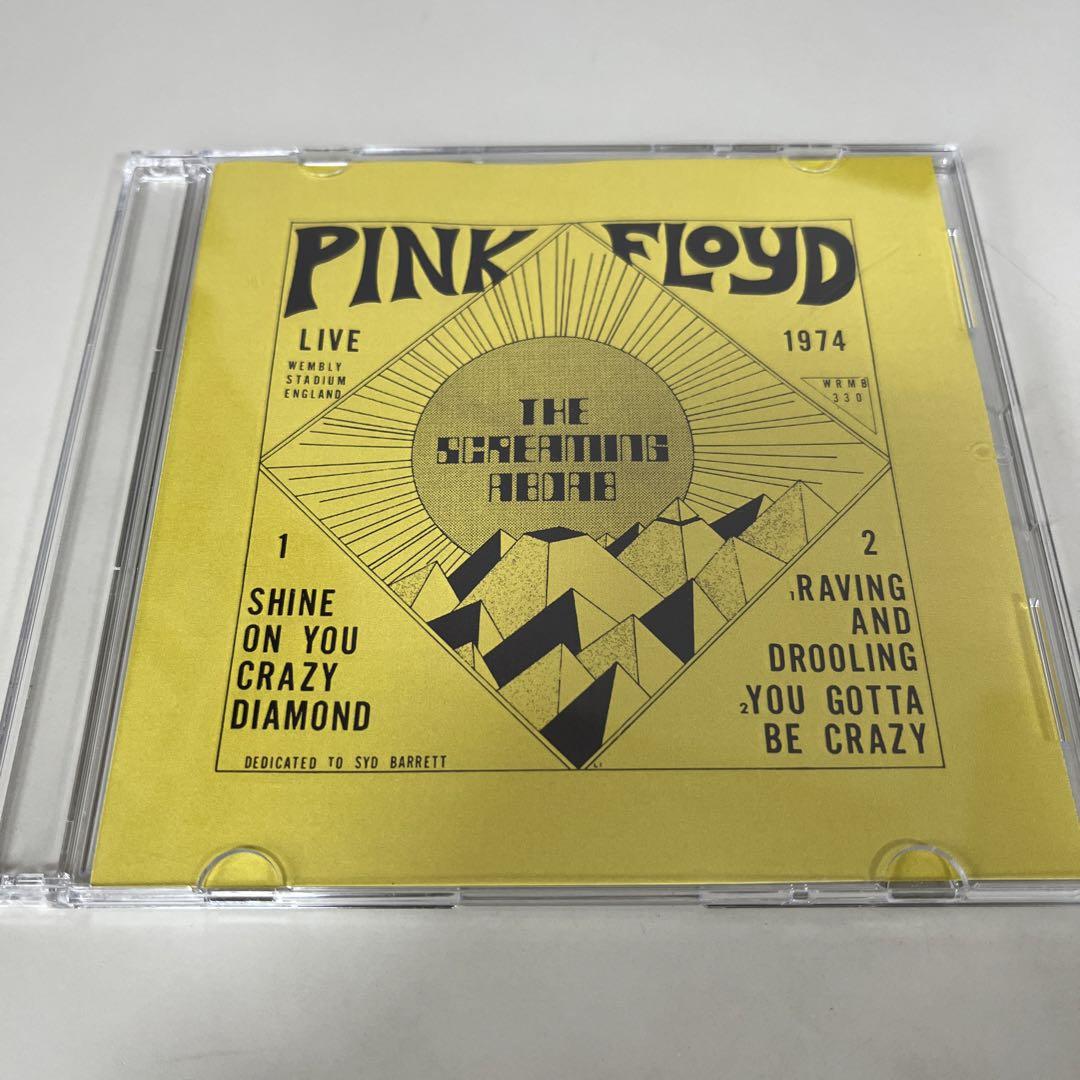 PINK FLOYD
LIVE
WEMBLY
STADIUM
ENGLAND
1974
WRMB
330
THE
SCREAMING
ABDAB
1
SHINE
ON YOU
CRAZY
DIAMOND
DEDICATED TO SYD BARRETT
2
1RAVING
AND
DROOLING
2YOU GOTTA
BE CRAZY